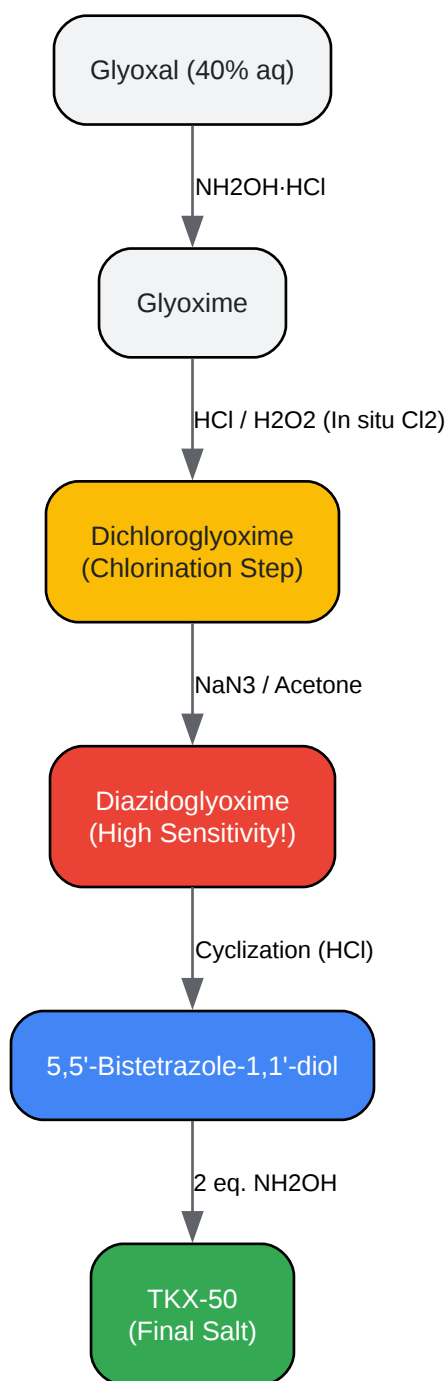 Glyoxal (40% aq)
NH2OH·HCl
Glyoxime
HCl / H2O2 (In situ Cl2)
Dichloroglyoxime
(Chlorination Step)
NaN3 / Acetone
Diazidoglyoxime
(High Sensitivity!)
Cyclization (HCl)
5,5'-Bistetrazole-1,1'-diol
2 eq. NH2OH
TKX-50
(Final Salt)